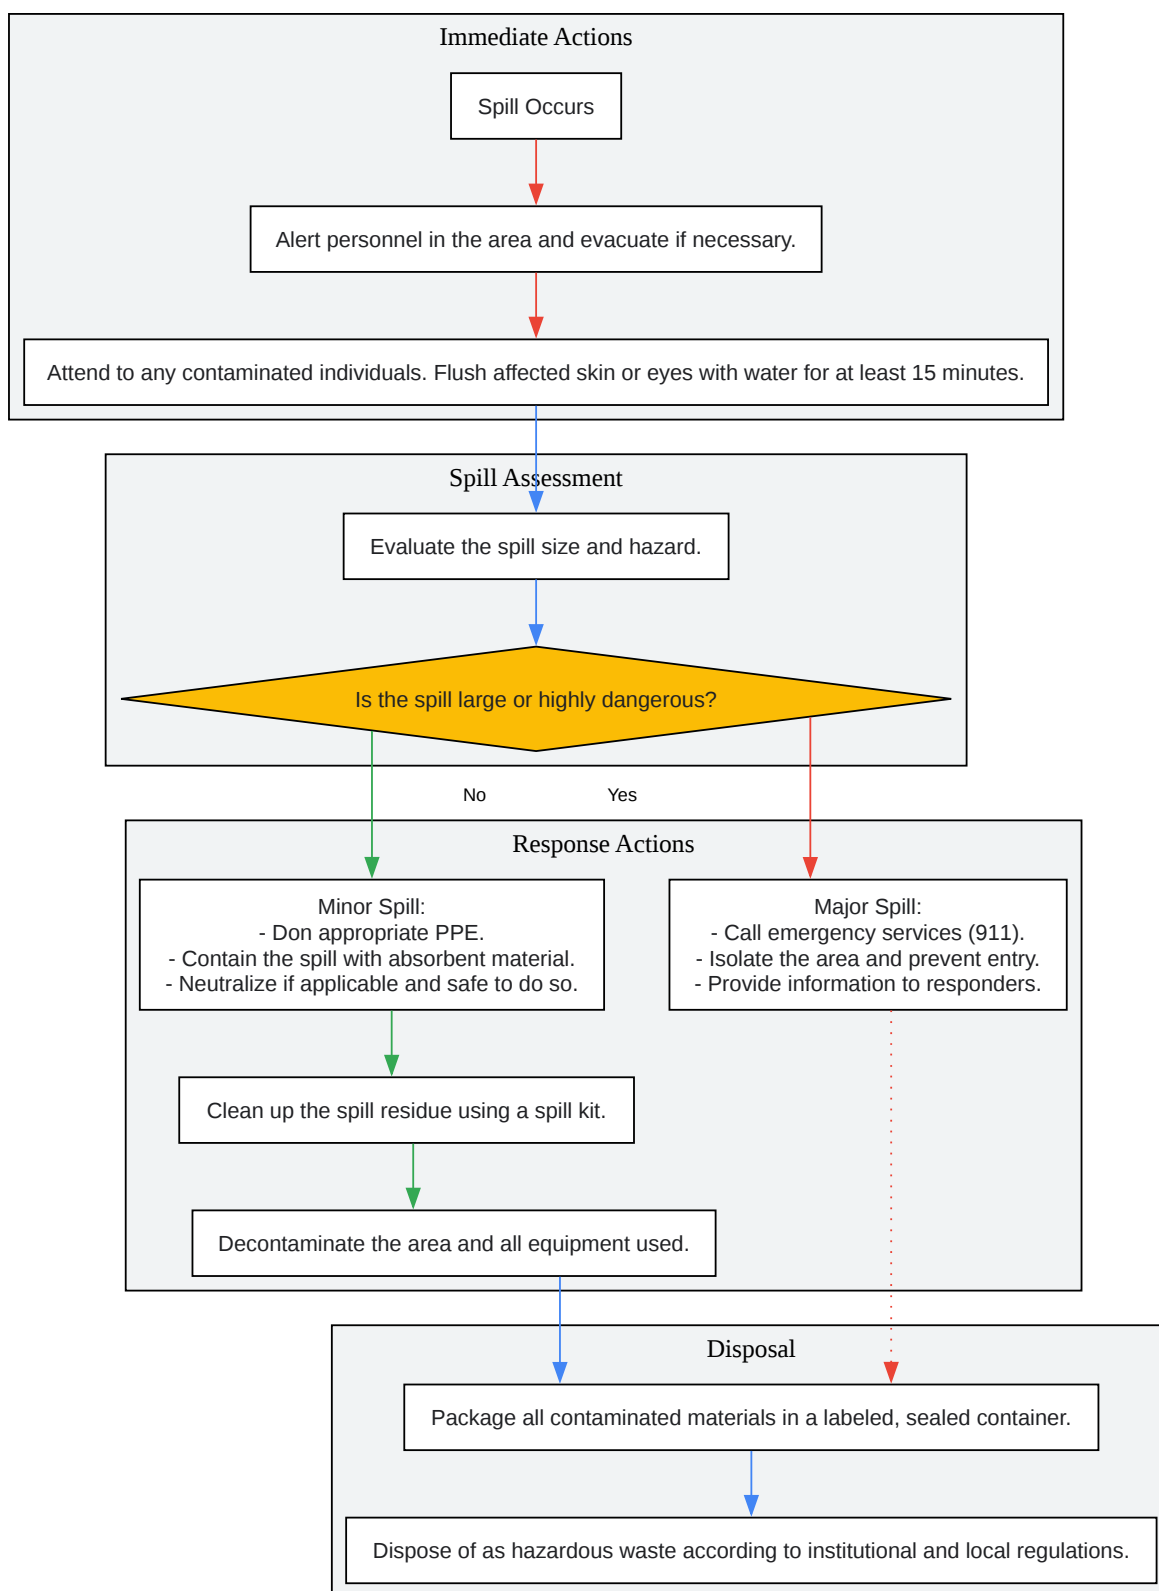 Immediate Actions
Spill Occurs
Alert personnel in the area and evacuate if necessary.
Attend to any contaminated individuals. Flush affected skin or eyes with water for at least 15 minutes.
Spill Assessment
Evaluate the spill size and hazard.
Is the spill large or highly dangerous?
No
Yes
Response Actions
Minor Spill:
- Don appropriate PPE.
- Contain the spill with absorbent material.
- Neutralize if applicable and safe to do so.
Major Spill:
- Call emergency services (911).
- Isolate the area and prevent entry.
- Provide information to responders.
Clean up the spill residue using a spill kit.
Decontaminate the area and all equipment used.
Disposal
Package all contaminated materials in a labeled, sealed container.
Dispose of as hazardous waste according to institutional and local regulations.